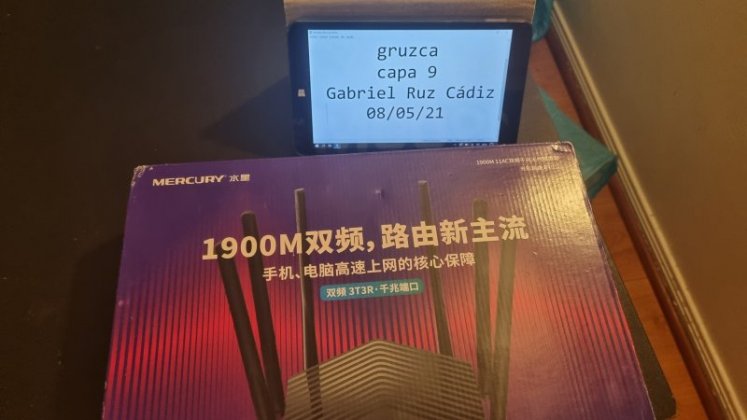 gruzca
capa 9
Gabriel Ruz Cádiz
08/05/21
MERCURY 水星
1900M双频,路由新主流
手机、电脑高速上网的核心保障
双频 3T3R·千兆端口